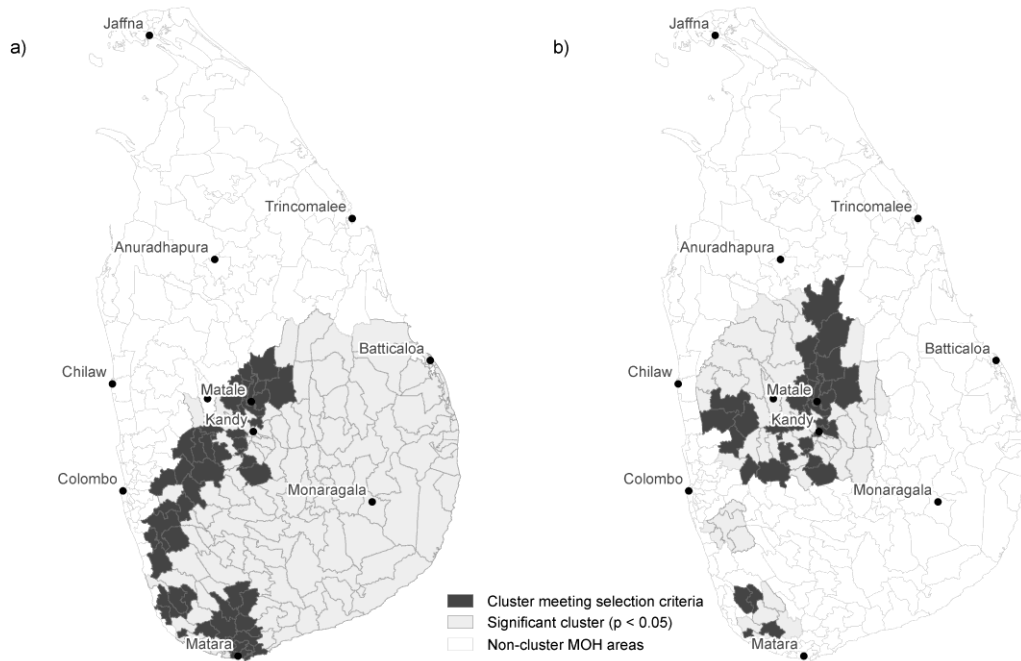 a)
Jaffna
Trincomalee
Anuradhapura
Batticaloa
Chilaw
Matale
Kandy
Colombo
Monaragala
Matara
b)
Jaffna
Trincomalee
Anuradhapura
Batticaloa
Chilaw
Matale
Kandy
Colombo
Monaragala
Matara
Cluster meeting selection criteria
Significant cluster (p < 0.05)
Non-cluster MOH areas